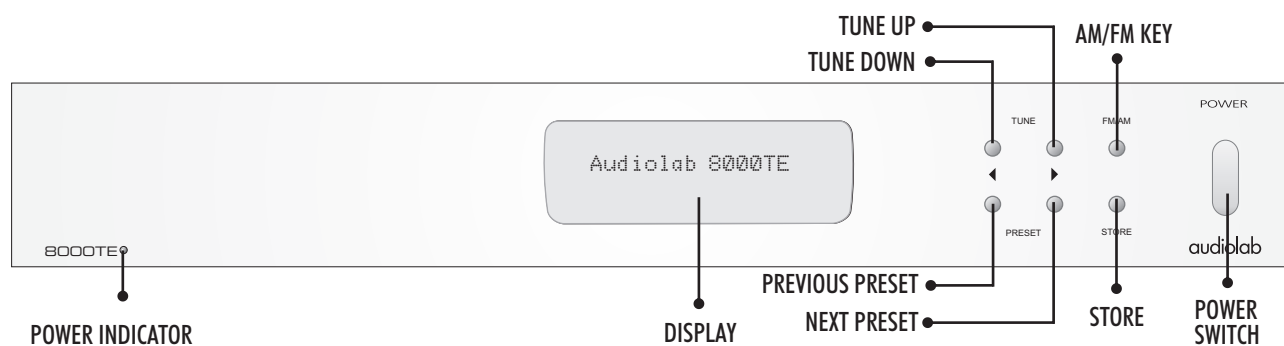 TUNE UP
AM/FM KEY
TUNE DOWN
POWER
TUNE
FM/AM
Audiolab 8000TE
PRESET
STORE
8000TE
audiolab
PREVIOUS PRESET
NEXT PRESET
STORE
POWER
SWITCH
POWER INDICATOR
DISPLAY